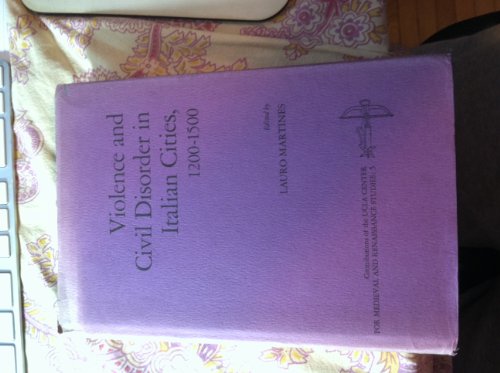 Violence and
Civil Disorder in
Italian Cities,
1200-1500
Edited by
LAURO MARTINES
Contributions of the UCLA CENTER
FOR MEDIEVAL AND RENAISSANCE STUDIES: 5